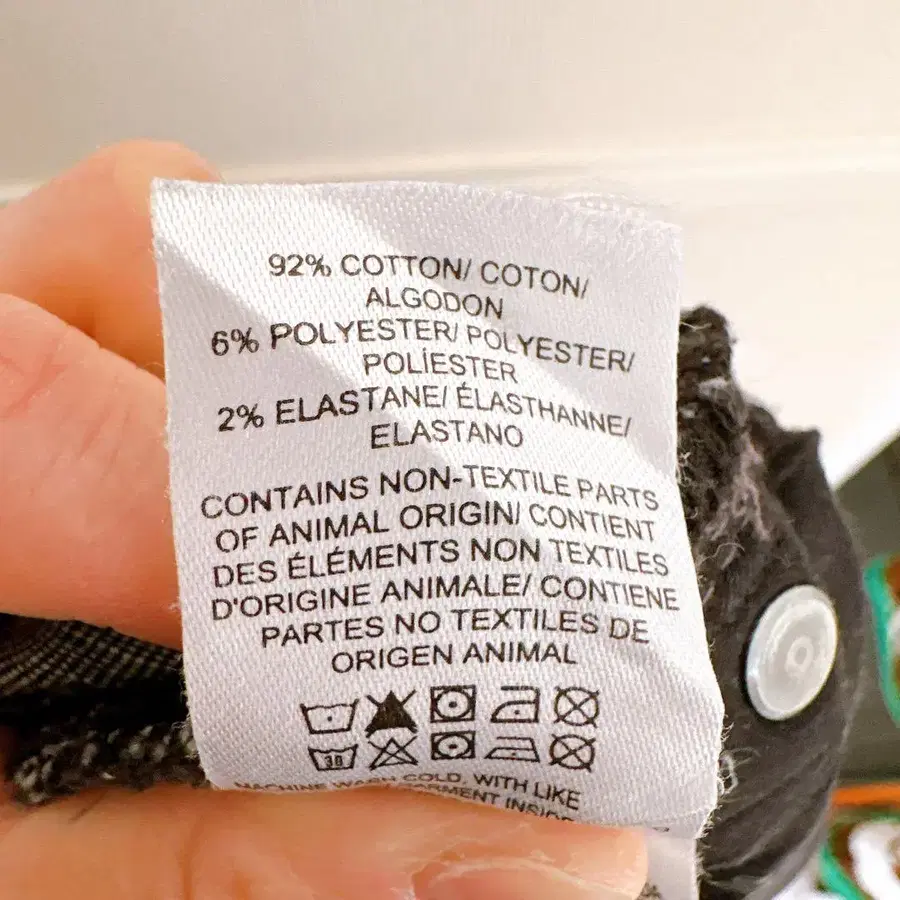 92% COTTON/ COTON/
ALGODON
6% POLYESTER/ POLYESTER/
POLÍESTER
2% ELASTANE/ ÉLASTHANNE/
ELASTANO
CONTAINS NON-TEXTILE PARTS
OF ANIMAL ORIGIN/ CONTIENT
DES ÉLÉMENTS NON TEXTILES
D'ORIGINE ANIMALE/ CONTIENE
PARTES NO TEXTILES DE
ORIGEN ANIMAL
30
MACHINE WASH COLD, WITH LIKE
GARMENT